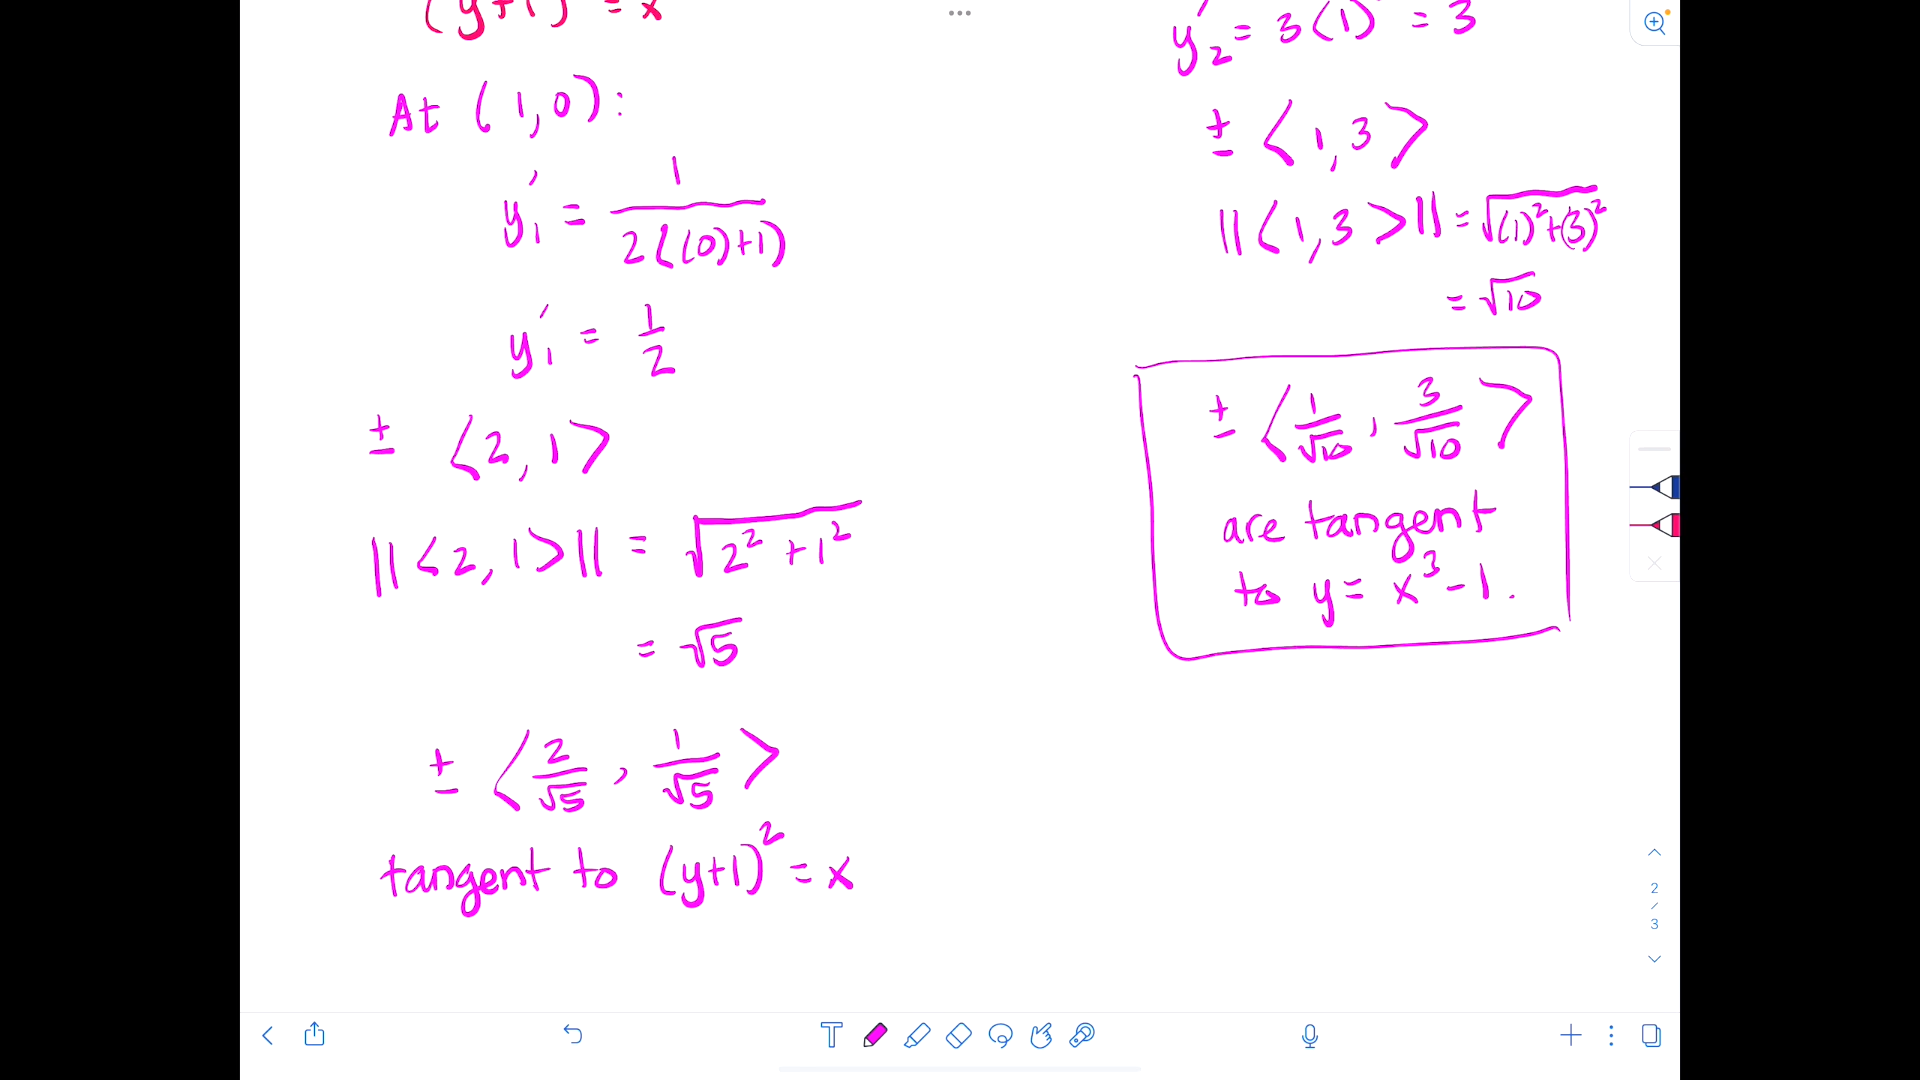 (y+1) = x
At (1,0):
y₁' = 1/(2((0)+1))
y₁' = 1/2
± <2,1>
||<2,1>|| = √(2² + 1²)
= √5
± <2/√5, 1/√5>
tangent to (y+1)² = x
y₂' = 3(1) = 3
± <1,3>
||<1,3>|| = √((1)²+(3)²)
= √10
± <1/√10, 3/√10>
are tangent
to y = x³-1.
2
/
3
T